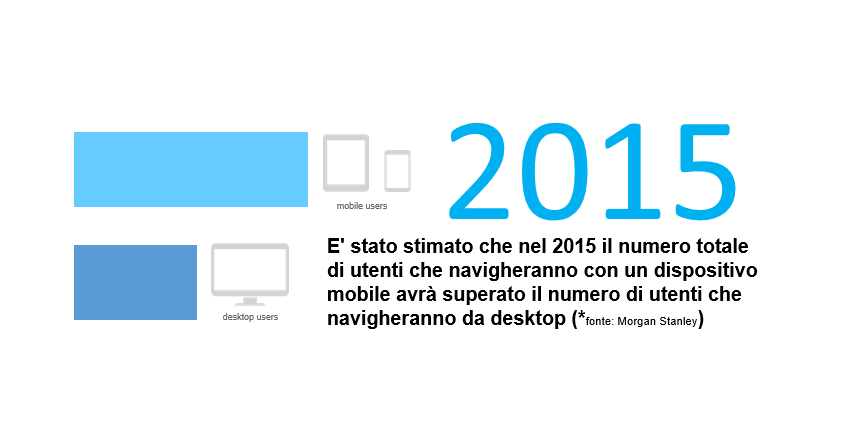 2015
mobile users
E' stato stimato che nel 2015 il numero totale
di utenti che navigheranno con un dispositivo
mobile avrà superato il numero di utenti che
navigheranno da desktop (*fonte: Morgan Stanley)
desktop users